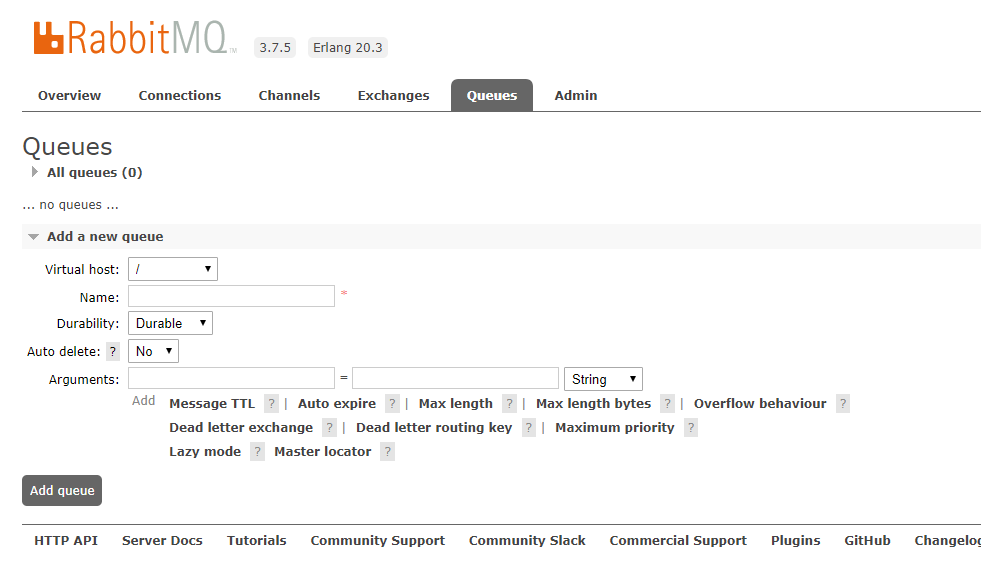 RabbitMQ TM 3.7.5 Erlang 20.3
Overview Connections Channels Exchanges Queues Admin
Queues
All queues (0)
... no queues ...
Add a new queue
Virtual host: /
Name: *
Durability: Durable
Auto delete: ? No
Arguments: = String
Add Message TTL ? | Auto expire ? | Max length ? | Max length bytes ? | Overflow behaviour ?
Dead letter exchange ? | Dead letter routing key ? | Maximum priority ?
Lazy mode ? Master locator ?
Add queue
HTTP API Server Docs Tutorials Community Support Community Slack Commercial Support Plugins GitHub Changelog